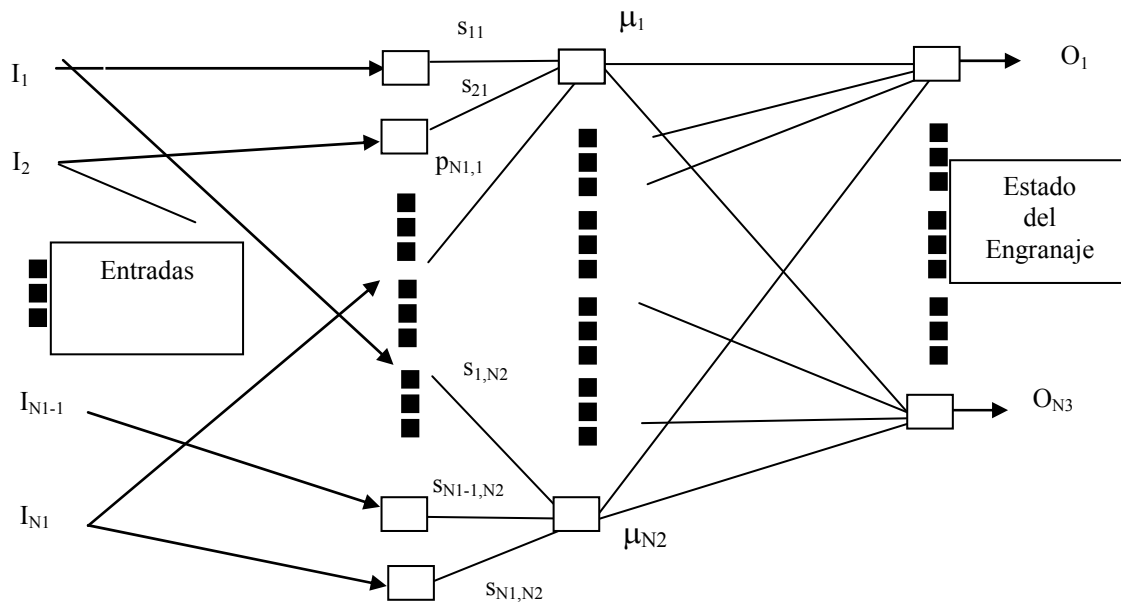 μ1
s11
I1
O1
s21
I2
pN1,1
Estado
del
Engranaje
Entradas
s1,N2
IN1-1
ON3
sN1-1,N2
IN1
μN2
sN1,N2